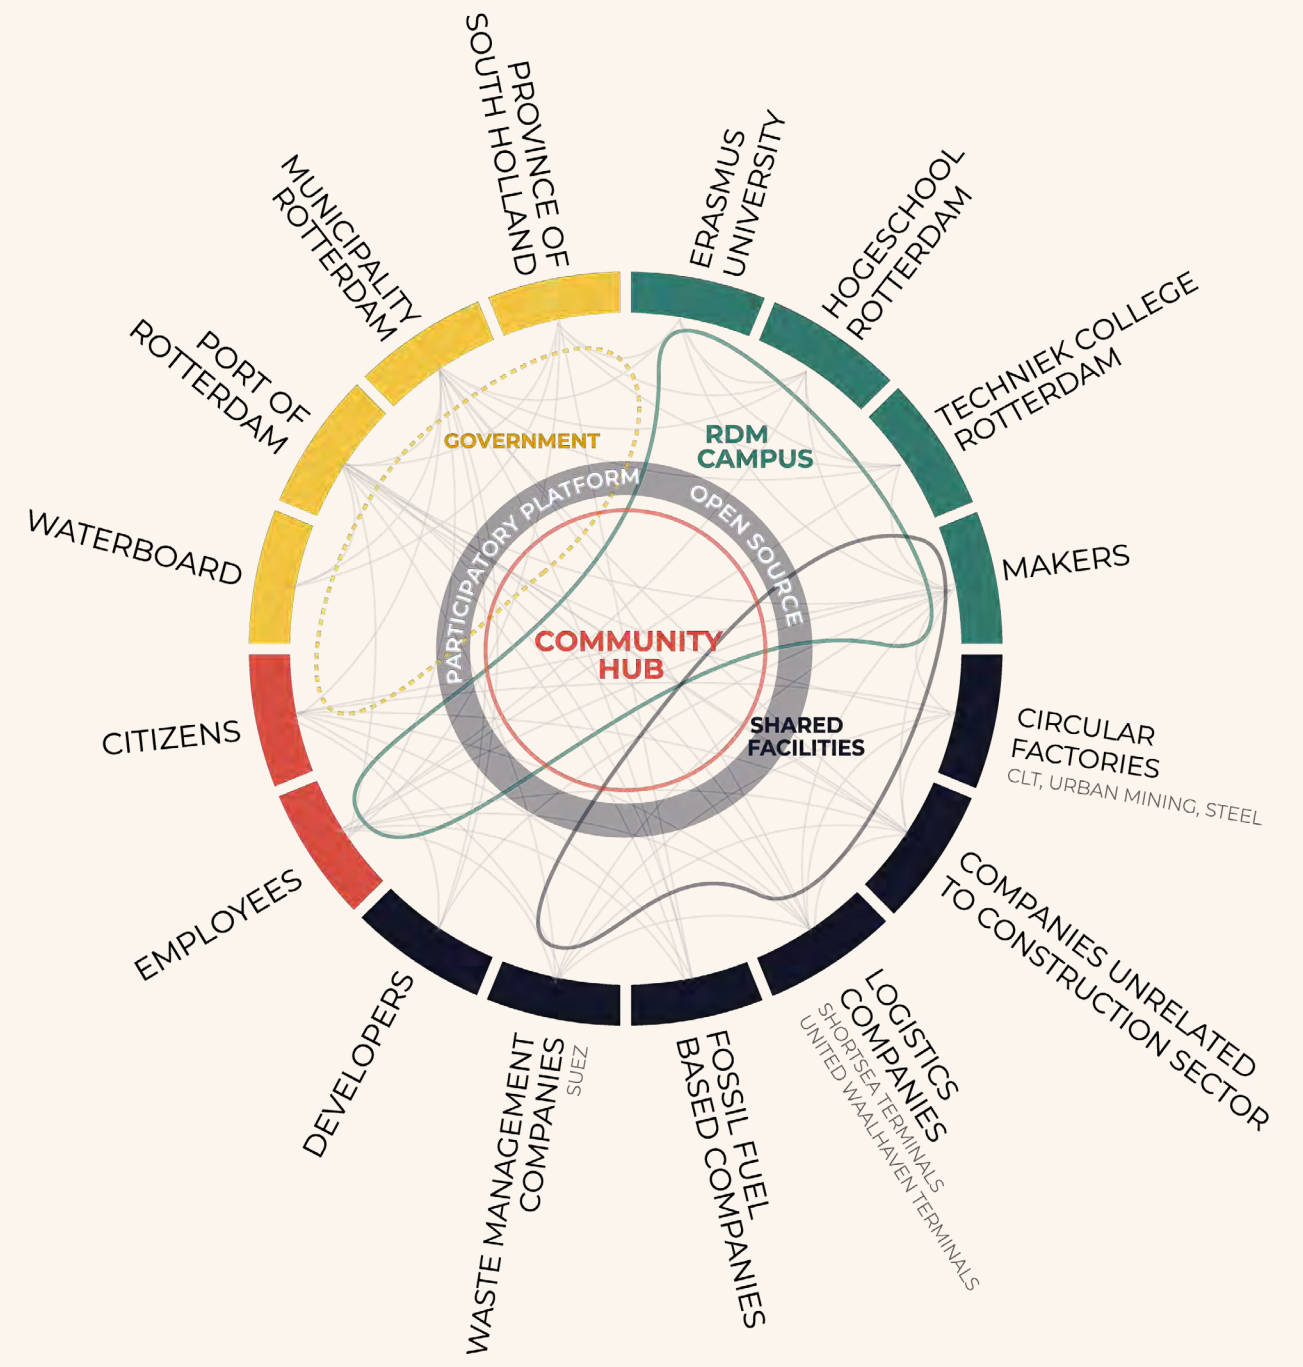 PROVINCE OF
SOUTH HOLLAND
ERASMUS
UNIVERSITY
HOGESCHOOL
ROTTERDAM
TECHNIEK COLLEGE
ROTTERDAM
MAKERS
CIRCULAR
FACTORIES
CLT, URBAN MINING, STEEL
COMPANIES UNRELATED
TO CONSTRUCTION SECTOR
LOGISTICS
COMPANIES
SHORTSEA TERMINALS
UNITED WAALHAVEN TERMINALS
FOSSIL FUEL
BASED COMPANIES
WASTE MANAGEMENT
COMPANIES
SUEZ
DEVELOPERS
EMPLOYEES
CITIZENS
WATERBOARD
PORT OF
ROTTERDAM
MUNICIPALITY
ROTTERDAM
GOVERNMENT
RDM
CAMPUS
PARTICIPATORY PLATFORM
OPEN SOURCE
COMMUNITY
HUB
SHARED
FACILITIES